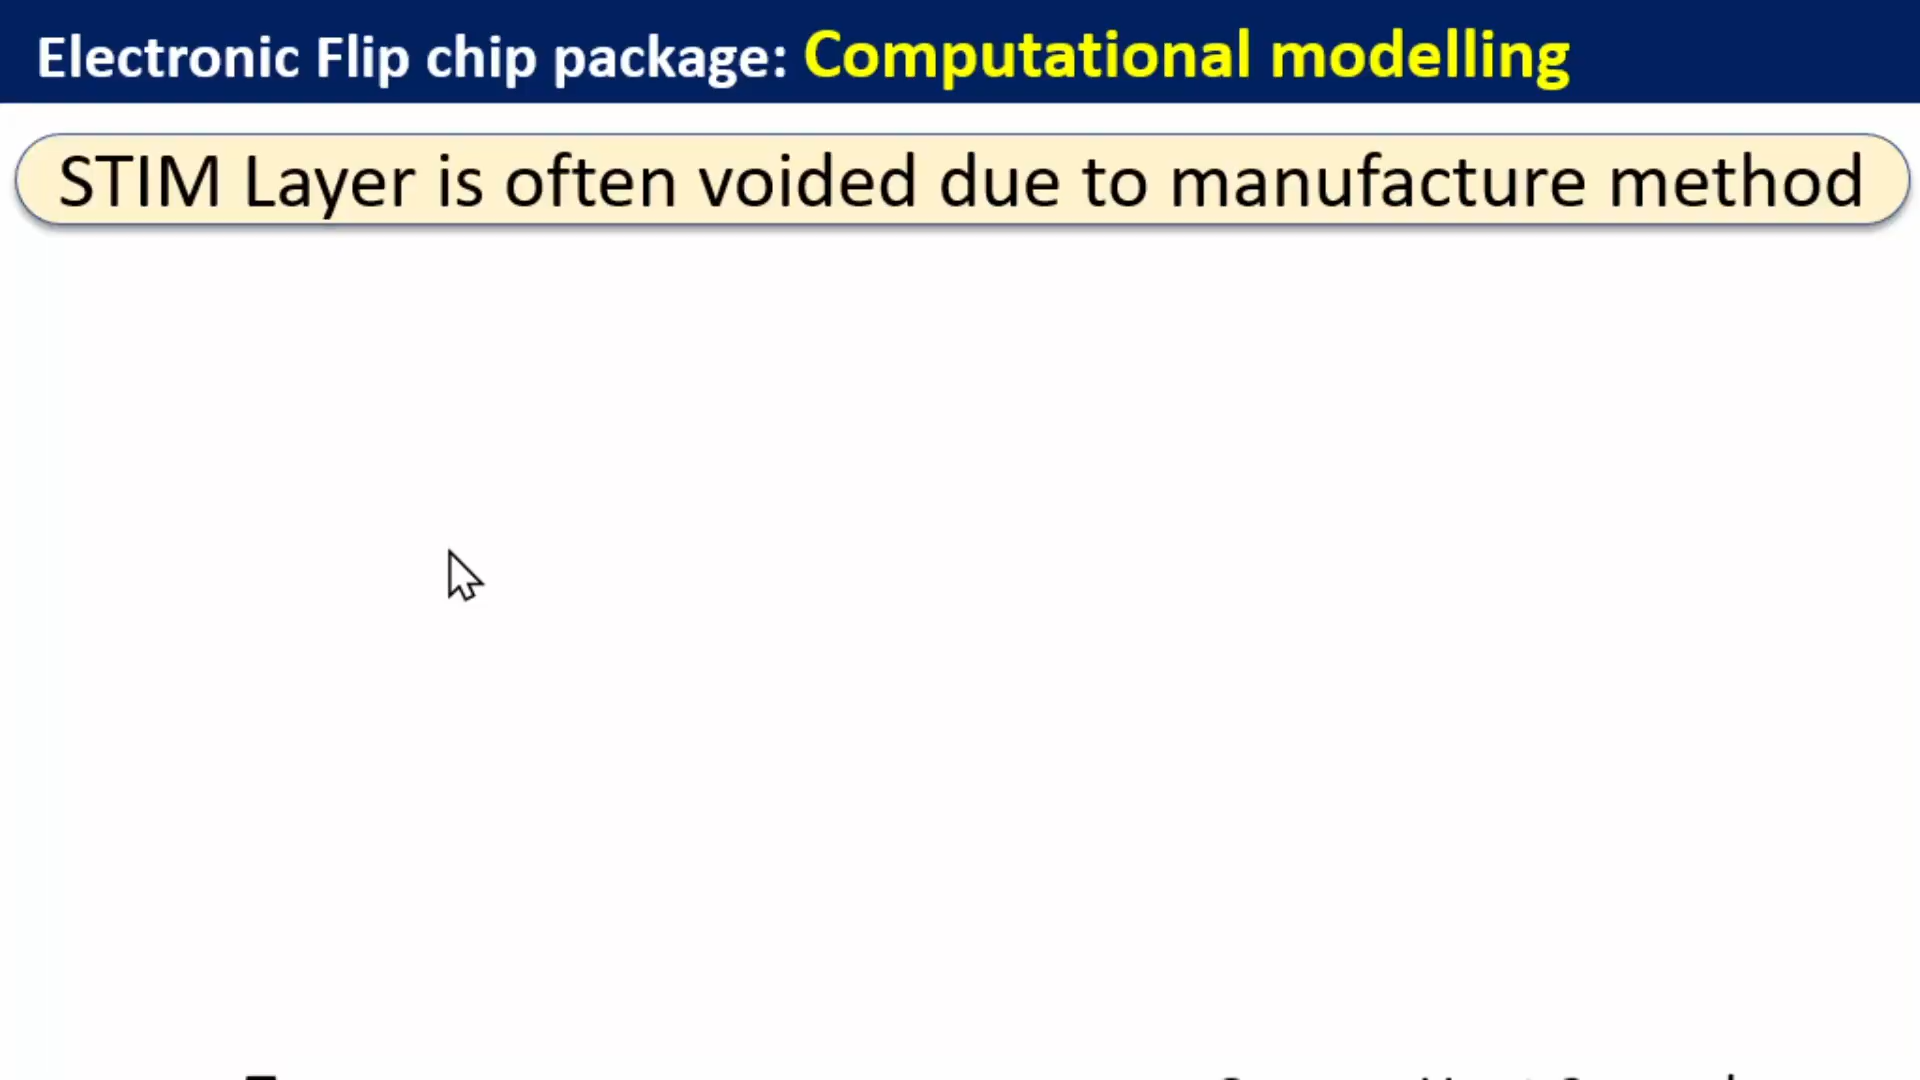 Electronic Flip chip package: Computational modelling
STIM Layer is often voided due to manufacture method